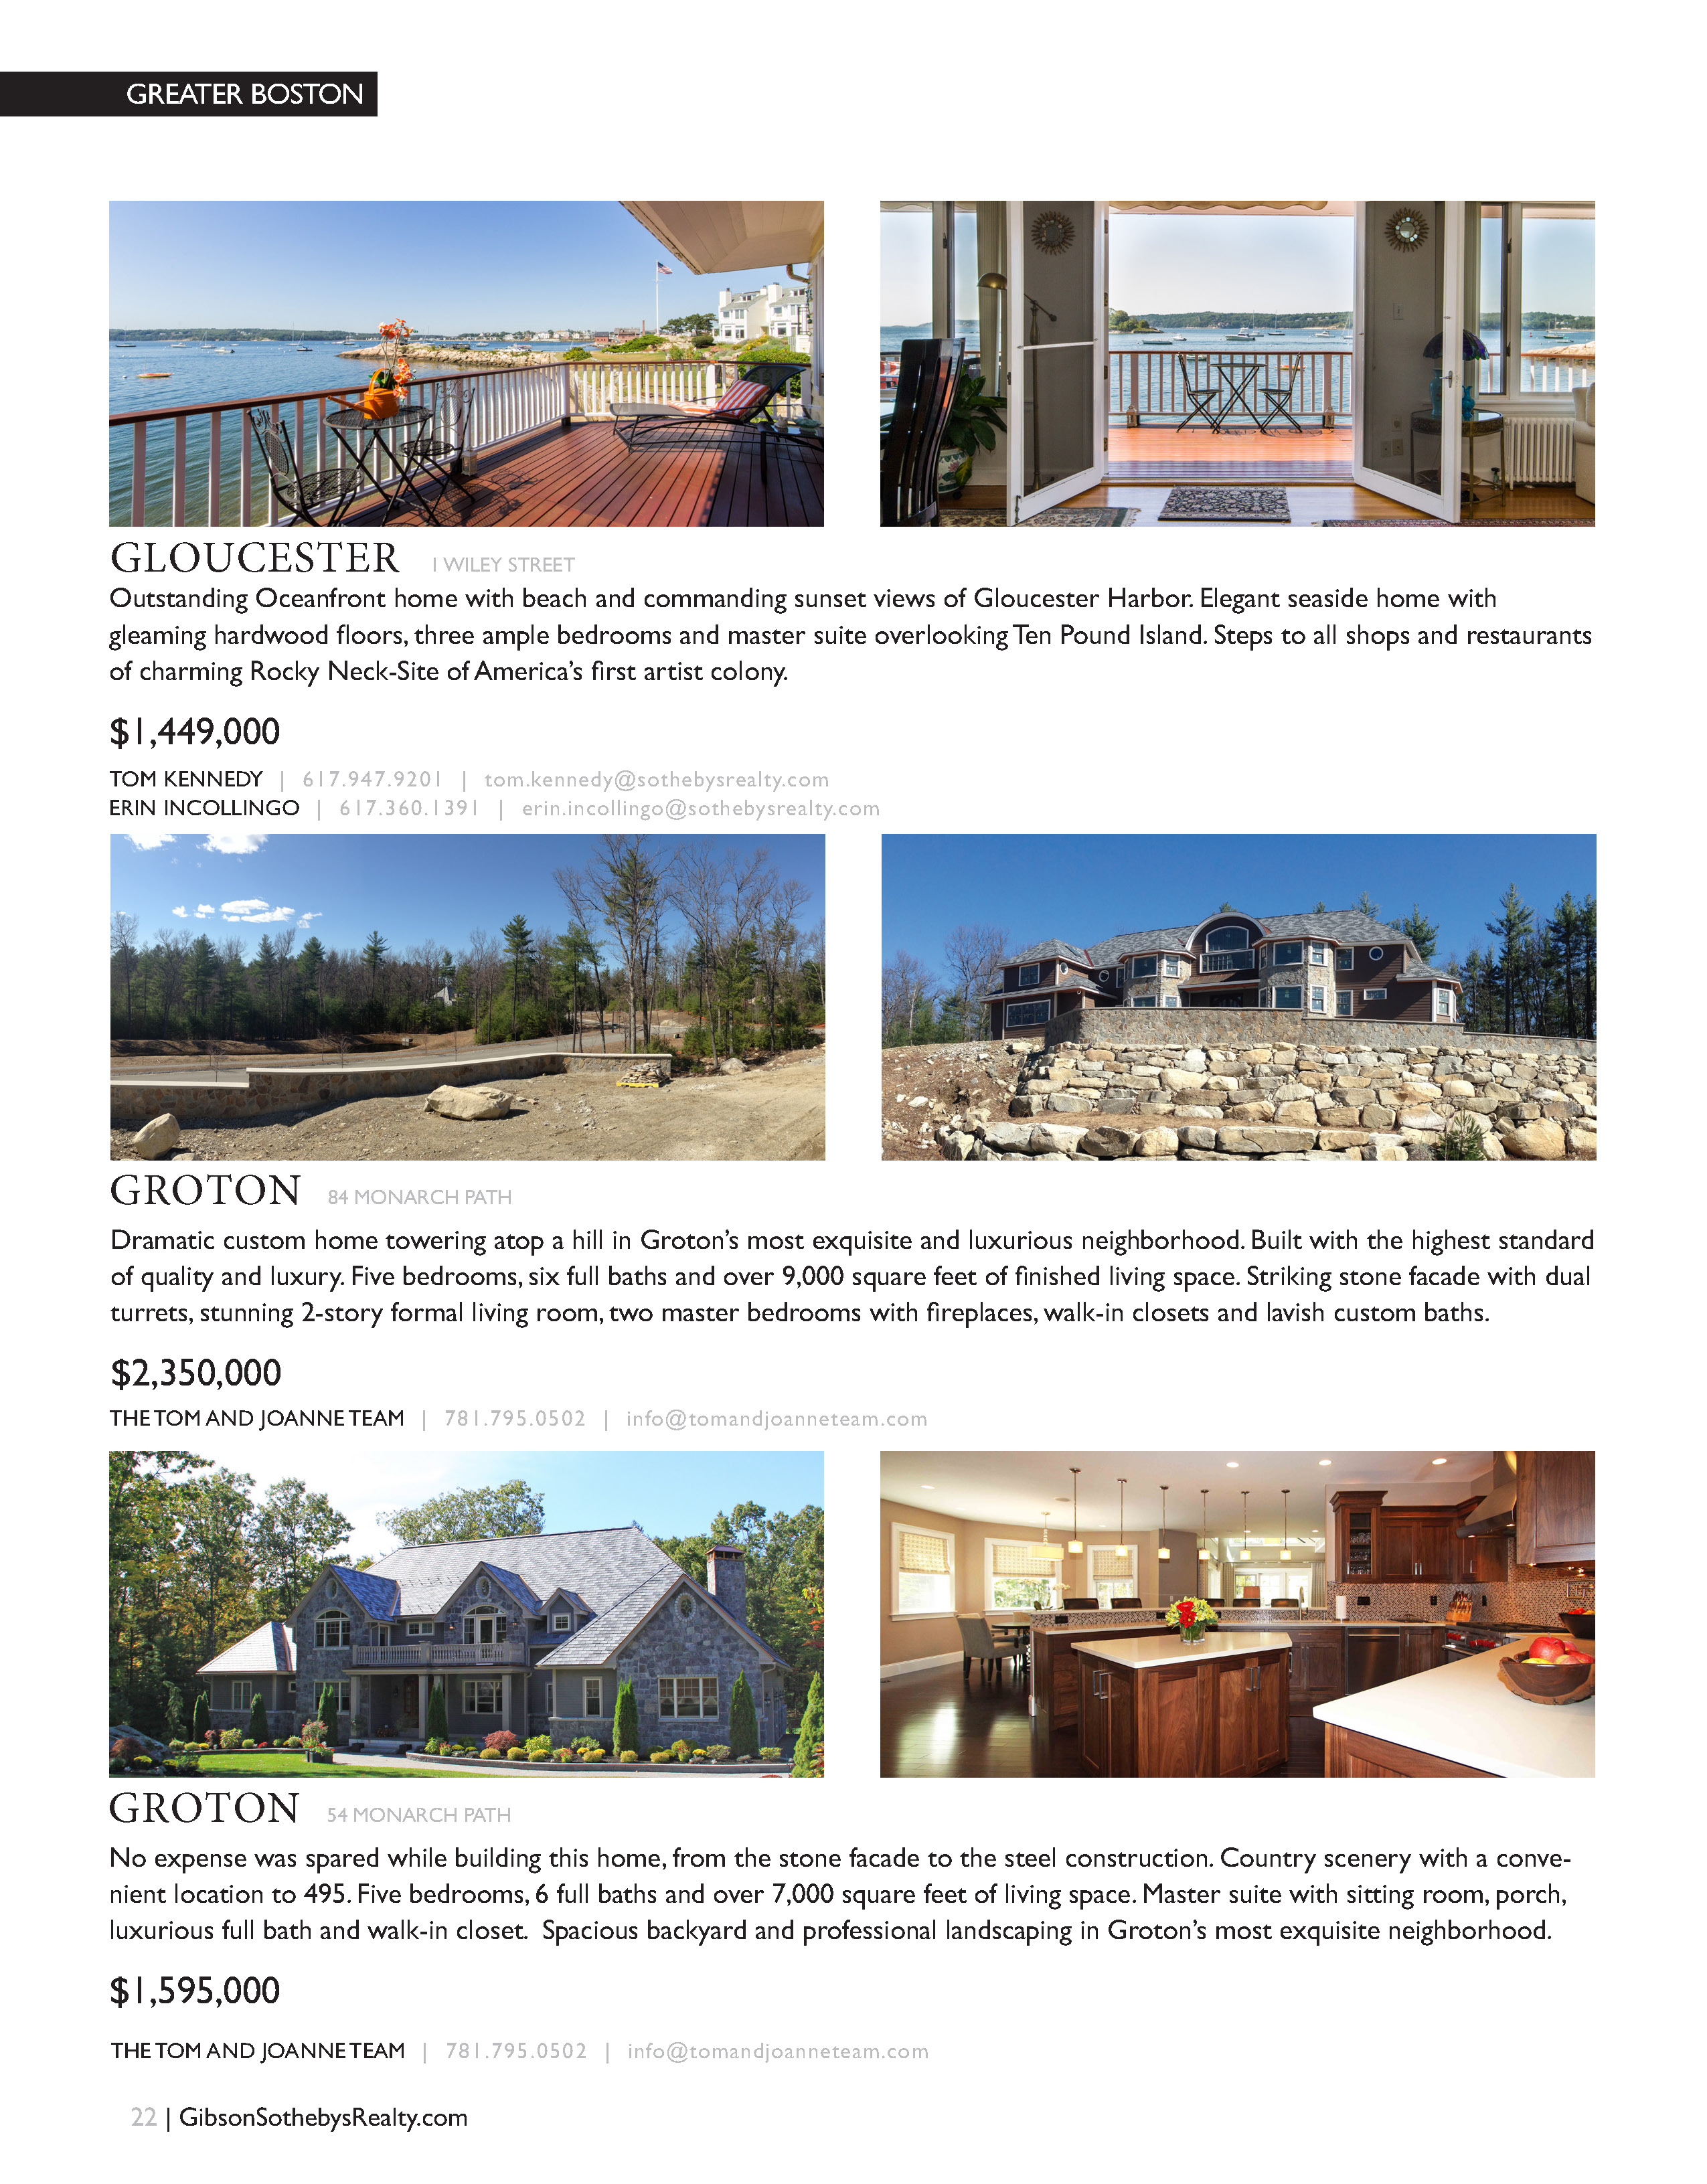 GREATER BOSTON
GLOUCESTER 1 WILEY STREET
Outstanding Oceanfront home with beach and commanding sunset views of Gloucester Harbor. Elegant seaside home with
gleaming hardwood floors, three ample bedrooms and master suite overlooking Ten Pound Island. Steps to all shops and restaurants
of charming Rocky Neck-Site of America’s first artist colony.
$1,449,000
TOM KENNEDY | 617.947.9201 | tom.kennedy@sothebysrealty.com
ERIN INCOLLINGO | 617.360.1391 | erin.incollingo@sothebysrealty.com
GROTON 84 MONARCH PATH
Dramatic custom home towering atop a hill in Groton’s most exquisite and luxurious neighborhood. Built with the highest standard
of quality and luxury. Five bedrooms, six full baths and over 9,000 square feet of finished living space. Striking stone facade with dual
turrets, stunning 2-story formal living room, two master bedrooms with fireplaces, walk-in closets and lavish custom baths.
$2,350,000
THE TOM AND JOANNE TEAM | 781.795.0502 | info@tomandjoanneteam.com
GROTON 54 MONARCH PATH
No expense was spared while building this home, from the stone facade to the steel construction. Country scenery with a conve-
nient location to 495. Five bedrooms, 6 full baths and over 7,000 square feet of living space. Master suite with sitting room, porch,
luxurious full bath and walk-in closet. Spacious backyard and professional landscaping in Groton’s most exquisite neighborhood.
$1,595,000
THE TOM AND JOANNE TEAM | 781.795.0502 | info@tomandjoanneteam.com
22 | GibsonSothebysRealty.com